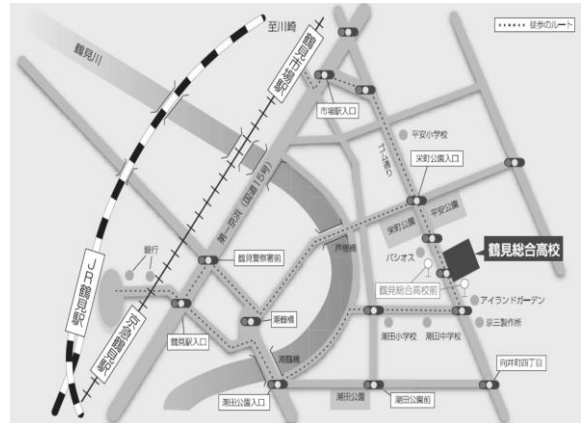 徒歩のルート
至川崎
鶴見川
鶴見市場駅
市場駅入口
平安小学校
第一京浜(国道15号)
栄町公園入口
栄町公園
平安公園
芦穂橋
鶴見総合高校
バシオス
鶴見総合高校前
アイランドガーデン
京三製作所
銀行
鶴見警察署前
JR鶴見駅
京急鶴見駅
鶴見駅入口
潮鶴橋
潮鶴橋
潮田小学校
潮田中学校
向井町四丁目
潮田公園入口
潮田公園
潮田公園前